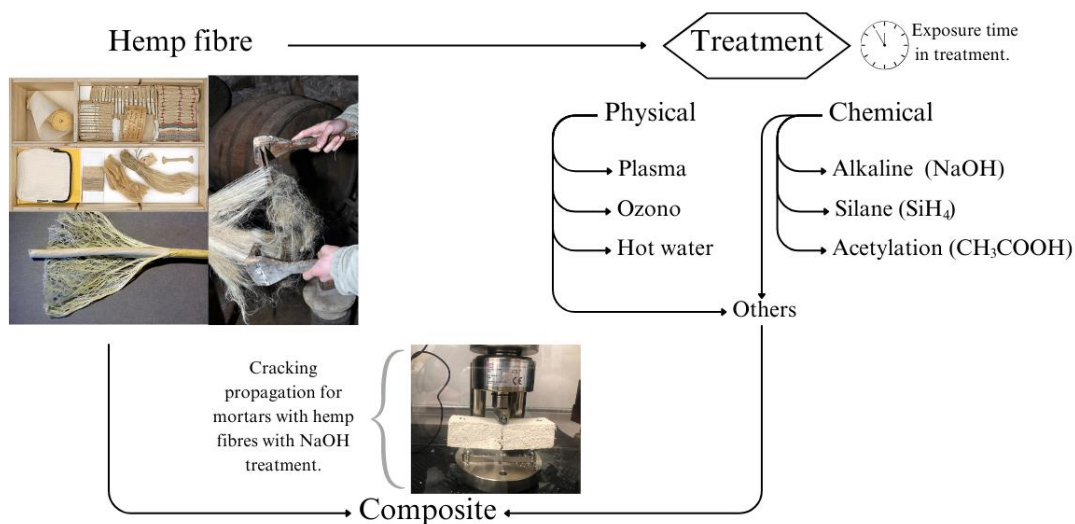 Hemp fibre
Treatment
Exposure time
in treatment.
Physical
Chemical
Plasma
Ozono
Hot water
Alkaline (NaOH)
Silane (SiH₄)
Acetylation (CH₃COOH)
Others
Cracking
propagation for
mortars with hemp
fibres with NaOH
treatment.
Composite